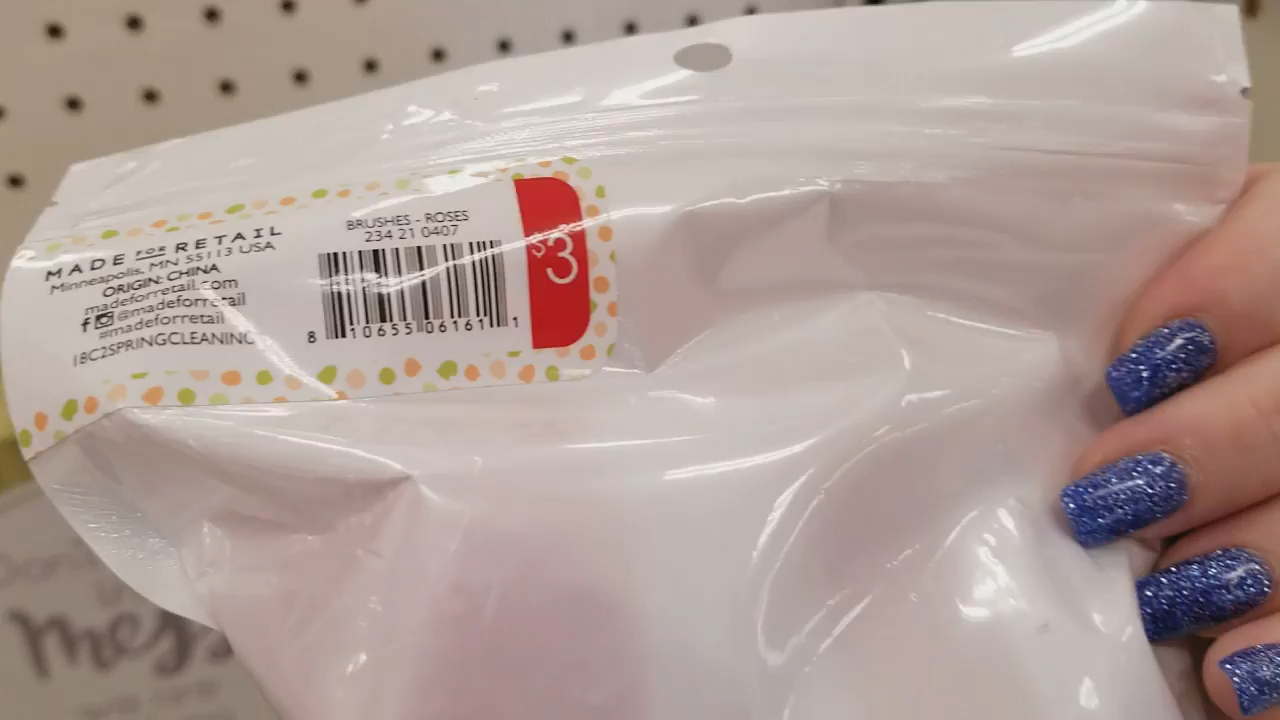 MADE FOR RETAIL
Minneapolis, MN 55113 USA
ORIGIN: CHINA
madeforretail.com
@madeforretail
#madeforretail
18C2SPRINGCLEANING
BRUSHES - ROSES
234 21 0407
8 10655 06161 1
$3
mess